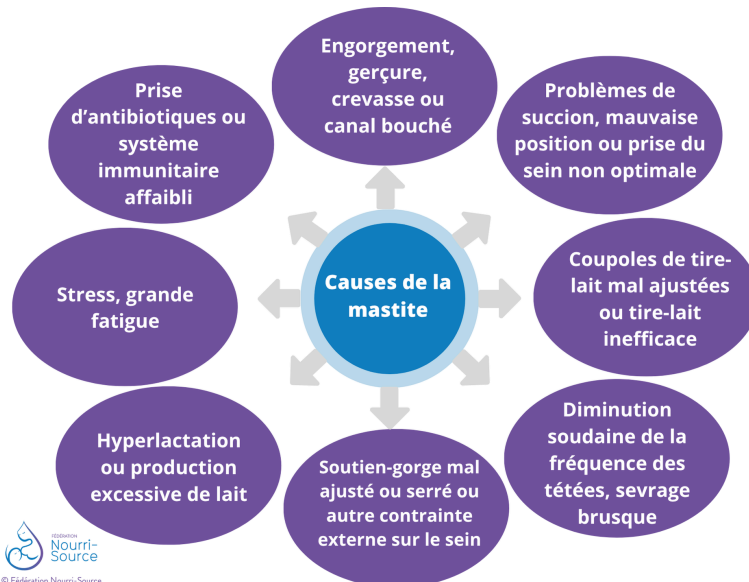 Engorgement,
gerçure,
crevasse ou
canal bouché
Problèmes de
succion, mauvaise
position ou prise du
sein non optimale
Coupoles de tire-
lait mal ajustées
ou tire-lait
inefficace
Diminution
soudaine de la
fréquence des
tétées, sevrage
brusque
Soutien-gorge mal
ajusté ou serré ou
autre contrainte
externe sur le sein
Hyperlactation
ou production
excessive de lait
Stress, grande
fatigue
Prise
d'antibiotiques ou
système
immunitaire
affaibli
Causes de la
mastite
FÉDÉRATION
Nourri-
Source
© Fédération Nourri-Source